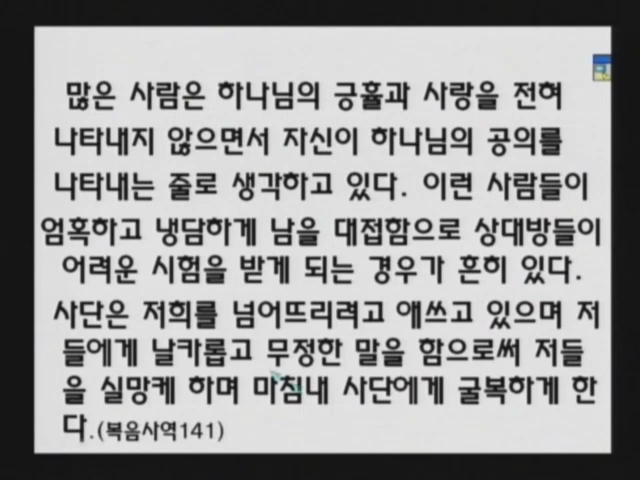 많은 사람은 하나님의 긍휼과 사랑을 전혀
나타내지 않으면서 자신이 하나님의 공의를
나타내는 줄로 생각하고 있다. 이런 사람들이
엄혹하고 냉담하게 남을 대접함으로 상대방들이
어려운 시험을 받게 되는 경우가 흔히 있다.
사단은 저희를 넘어뜨리려고 애쓰고 있으며 저
들에게 날카롭고 무정한 말을 함으로써 저들
을 실망케 하며 마침내 사단에게 굴복하게 한
다.(복음사역141)